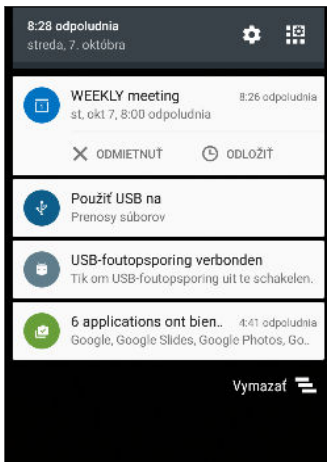 8:28 odpoludnia
streda, 7. októbra
WEEKLY meeting 8:26 odpoludnia
st, okt 7, 8:00 odpoludnia
ODMIETNUŤ ODLOŽIŤ
Použiť USB na
Prenosy súborov
USB-foutopsporing verbonden
Tik om USB-foutopsporing uit te schakelen.
6 applications ont bien.. 4:41 odpoludnia
Google, Google Slides, Google Photos, Go..
Vymazať